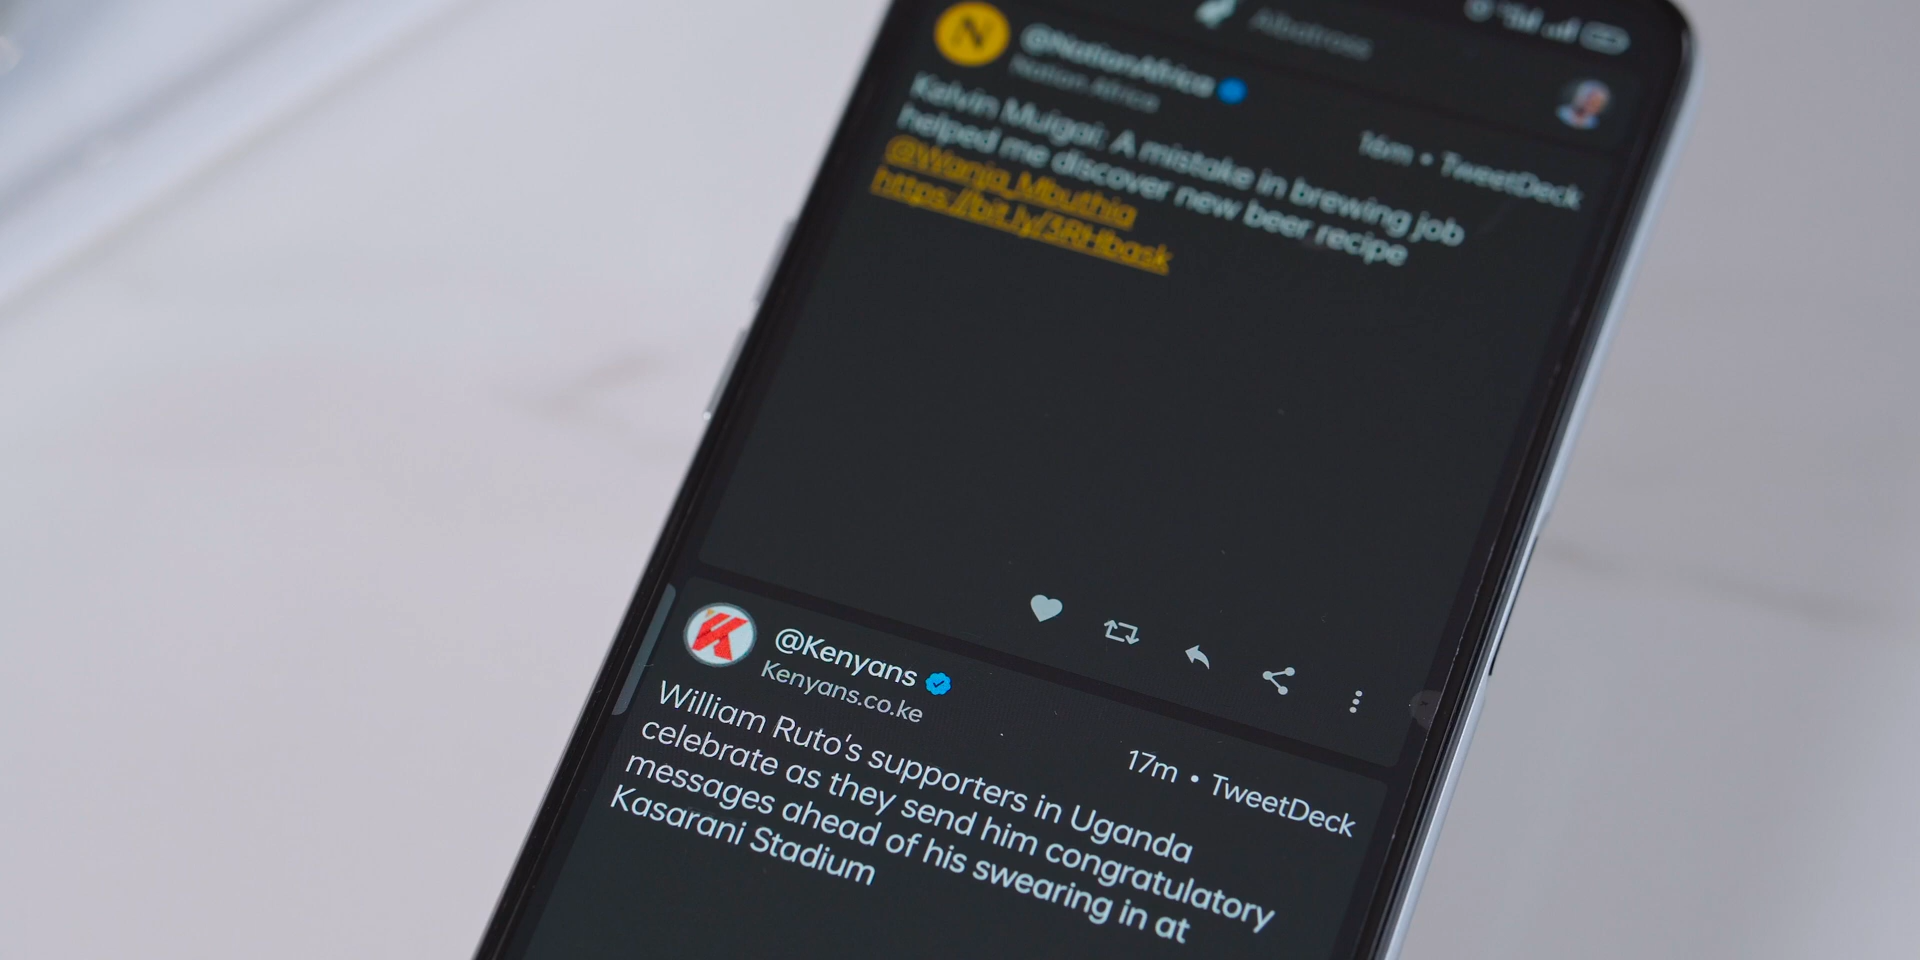 Albatross
@NationAfrica
Nation Africa
16m • TweetDeck
Kelvin Muigai: A mistake in brewing job
helped me discover new beer recipe
@Wanja_Mbuthia
https://bit.ly/3RHbask
@Kenyans
Kenyans.co.ke
17m • TweetDeck
William Ruto's supporters in Uganda
celebrate as they send him congratulatory
messages ahead of his swearing in at
Kasarani Stadium